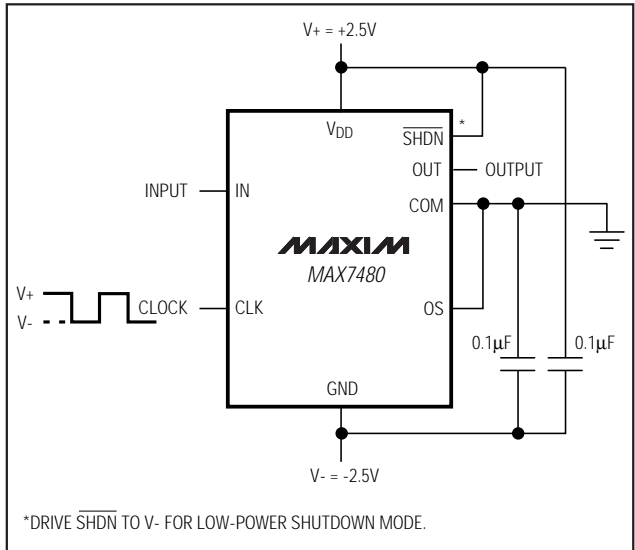 V+ = +2.5V
VDD
*
SHDN
OUT OUTPUT
INPUT IN
COM
MAXIM
MAX7480
V+
V-
CLOCK CLK
OS
0.1µF 0.1µF
GND
V- = -2.5V
*DRIVE SHDN TO V- FOR LOW-POWER SHUTDOWN MODE.